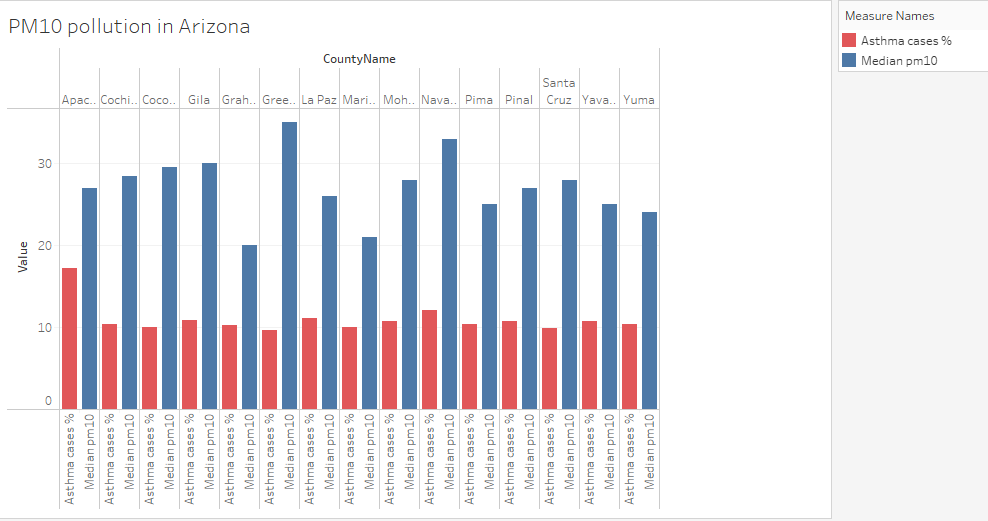 PM10 pollution in Arizona
Measure Names
Asthma cases %
Median pm10
CountyName
Apac.. Cochi.. Coco.. Gila Grah.. Gree.. La Paz Mari.. Moh.. Nava.. Pima Pinal Santa Cruz Yava.. Yuma
Value
30
20
10
0
Asthma cases %
Median pm10
Asthma cases %
Median pm10
Asthma cases %
Median pm10
Asthma cases %
Median pm10
Asthma cases %
Median pm10
Asthma cases %
Median pm10
Asthma cases %
Median pm10
Asthma cases %
Median pm10
Asthma cases %
Median pm10
Asthma cases %
Median pm10
Asthma cases %
Median pm10
Asthma cases %
Median pm10
Asthma cases %
Median pm10
Asthma cases %
Median pm10
Asthma cases %
Median pm10